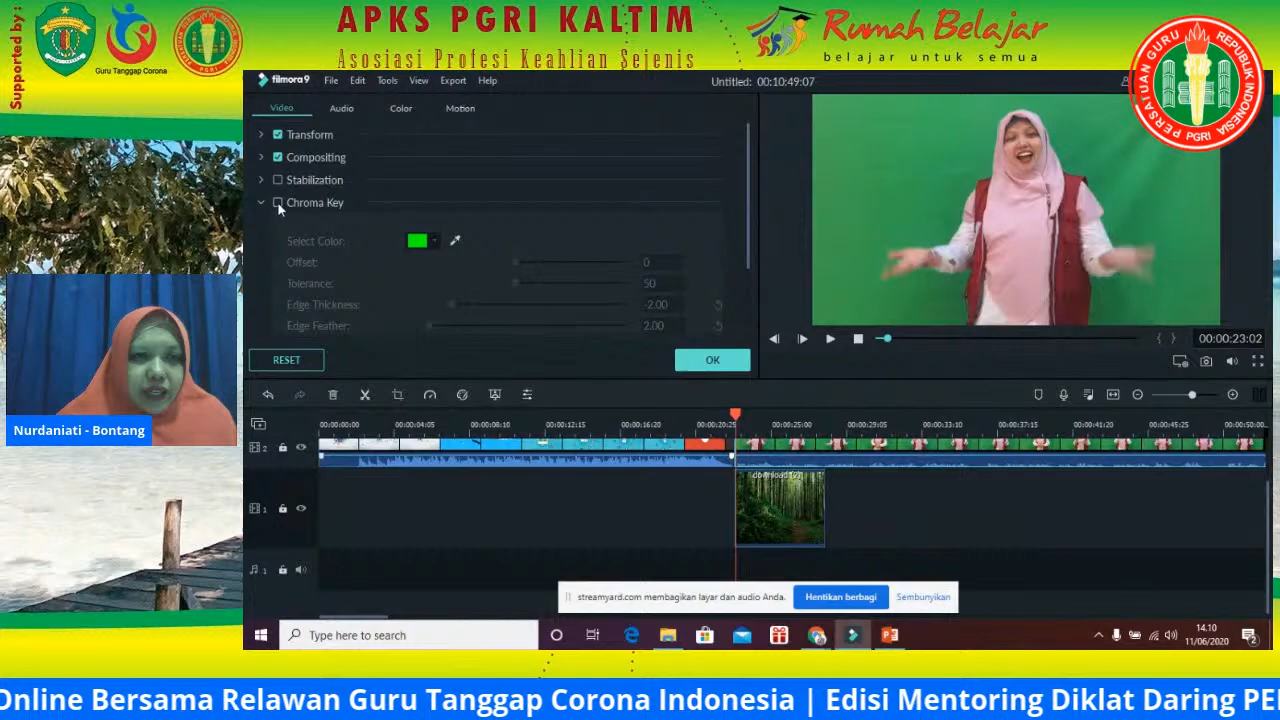 Supported by :
Guru Tanggap Corona
APKS PGRI KALTIM
Asosiasi Profesi Keahlian Sejenis
Rumah Belajar
belajar untuk semua
PERSATUAN GURU REPUBLIK INDONESIA
PGRI
filmora9 File Edit Tools View Export Help
Untitled: 00:10:49:07
Video Audio Color Motion
Transform
Compositing
Stabilization
Chroma Key
Select Color:
Offset: 0
Tolerance: 50
Edge Thickness: -2.00
Edge Feather: 2.00
RESET OK
{ } 00:00:23:02
Nurdaniati - Bontang
00:00:00:00 00:00:04:05 00:00:08:10 00:00:12:15 00:00:16:20 00:00:20:25 00:00:25:00 00:00:29:05 00:00:33:10 00:00:37:15 00:00:41:20 00:00:45:25 00:00:50:00
2
1
1
streamyard.com membagikan layar dan audio Anda. Hentikan berbagi Sembunyikan
Type here to search
14.10
11/06/2020
2
Online Bersama Relawan Guru Tanggap Corona Indonesia | Edisi Mentoring Diklat Daring PE